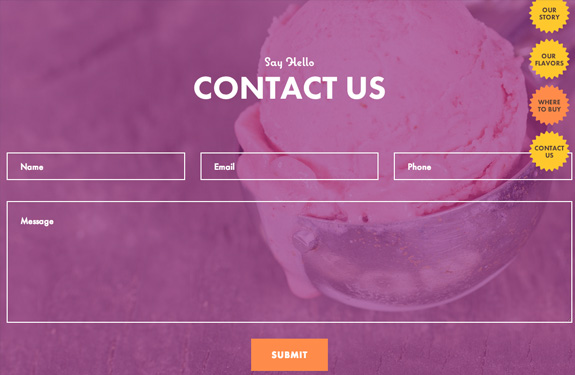 OUR
STORY
Say Hello
OUR
FLAVORS
CONTACT US
WHERE
TO BUY
CONTACT
US
Name
Email
Phone
Message
SUBMIT